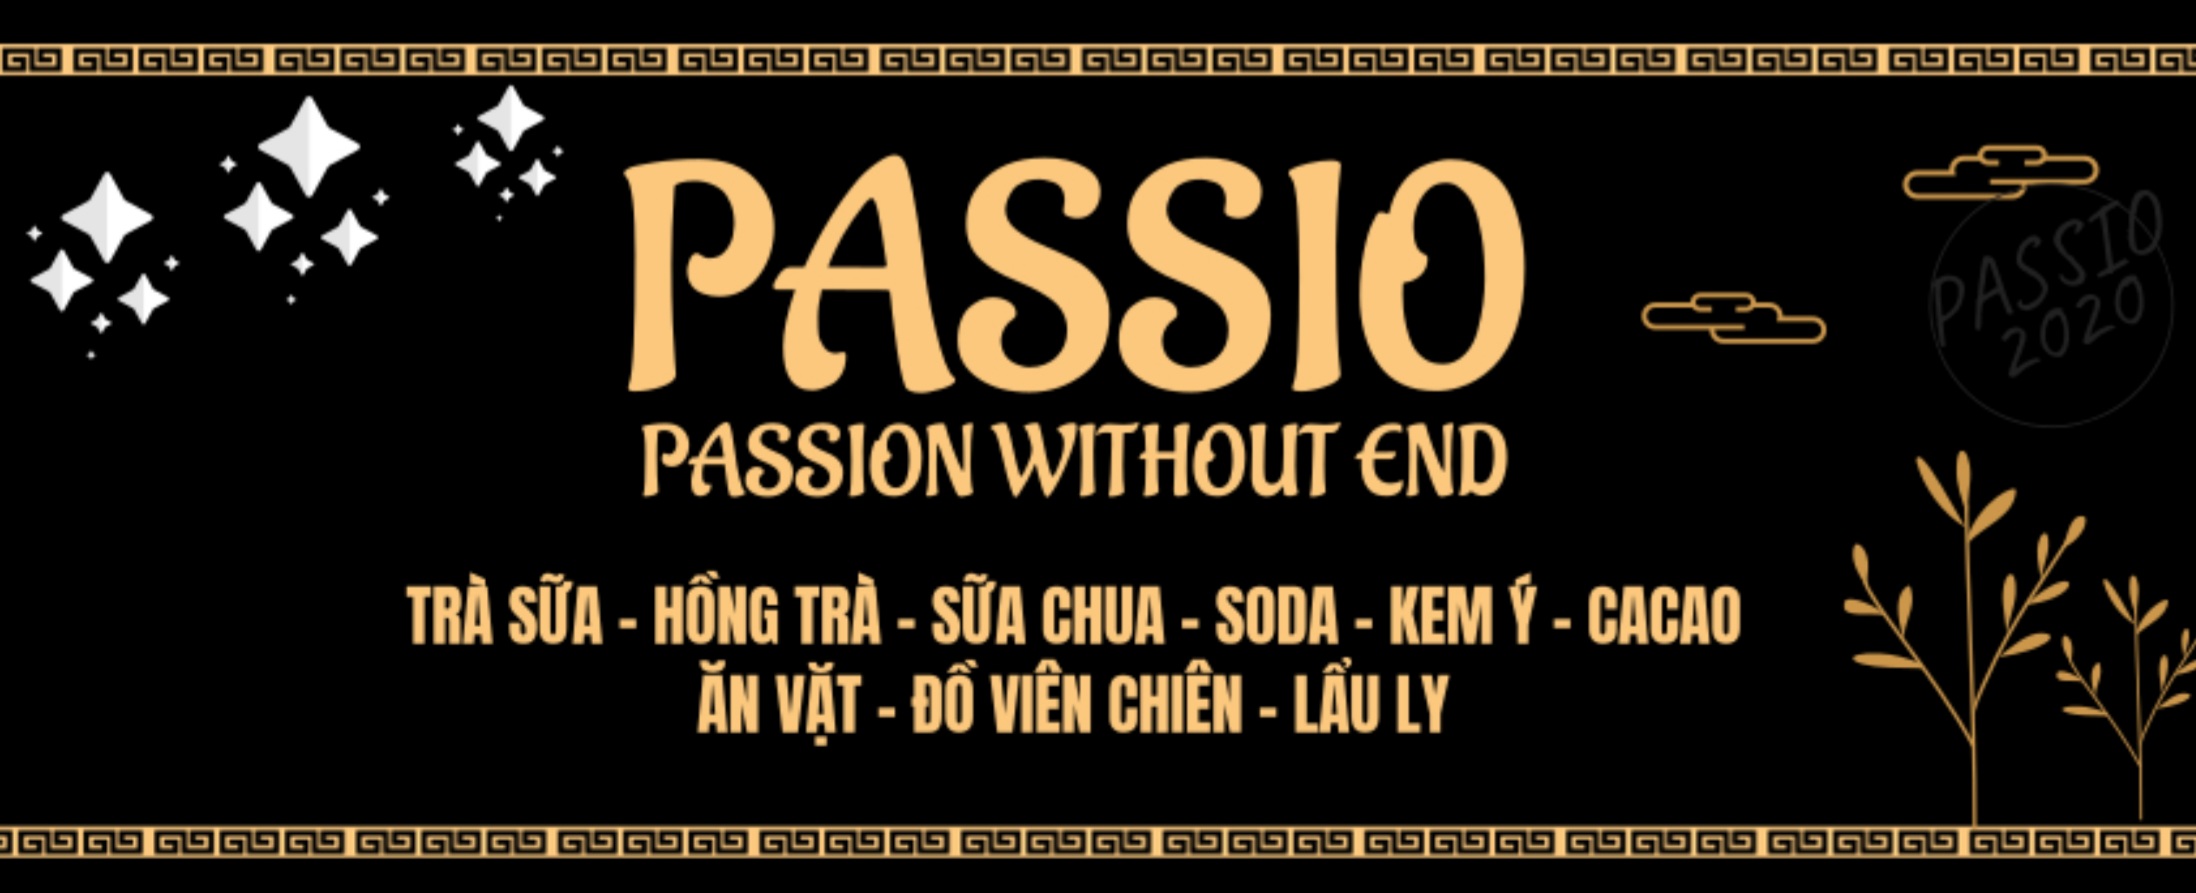 PASSIO
PASSION WITHOUT END
TRÀ SỮA - HỒNG TRÀ - SỮA CHUA - SODA - KEM Ý - CACAO
ĂN VẶT - ĐỒ VIÊN CHIÊN - LẨU LY
PASSIO
2020